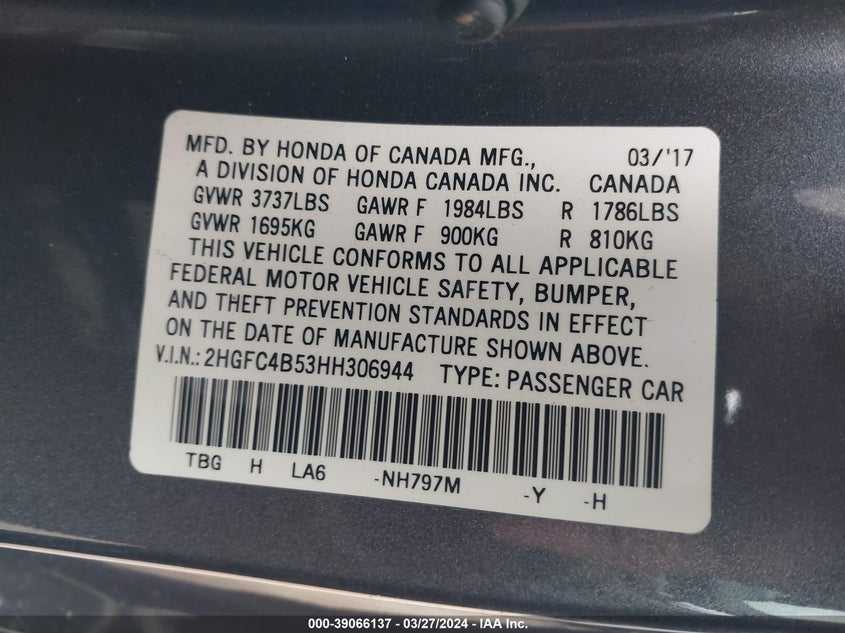 MFD. BY HONDA OF CANADA MFG., 03/'17
A DIVISION OF HONDA CANADA INC. CANADA
GVWR 3737LBS GAWR F 1984LBS R 1786LBS
GVWR 1695KG GAWR F 900KG R 810KG
THIS VEHICLE CONFORMS TO ALL APPLICABLE
FEDERAL MOTOR VEHICLE SAFETY, BUMPER,
AND THEFT PREVENTION STANDARDS IN EFFECT
ON THE DATE OF MANUFACTURE SHOWN ABOVE.
V.I.N.: 2HGFC4B53HH306944 TYPE: PASSENGER CAR
TBG H LA6 -NH797M -Y -H
000-39066137 - 03/27/2024 - IAA Inc.